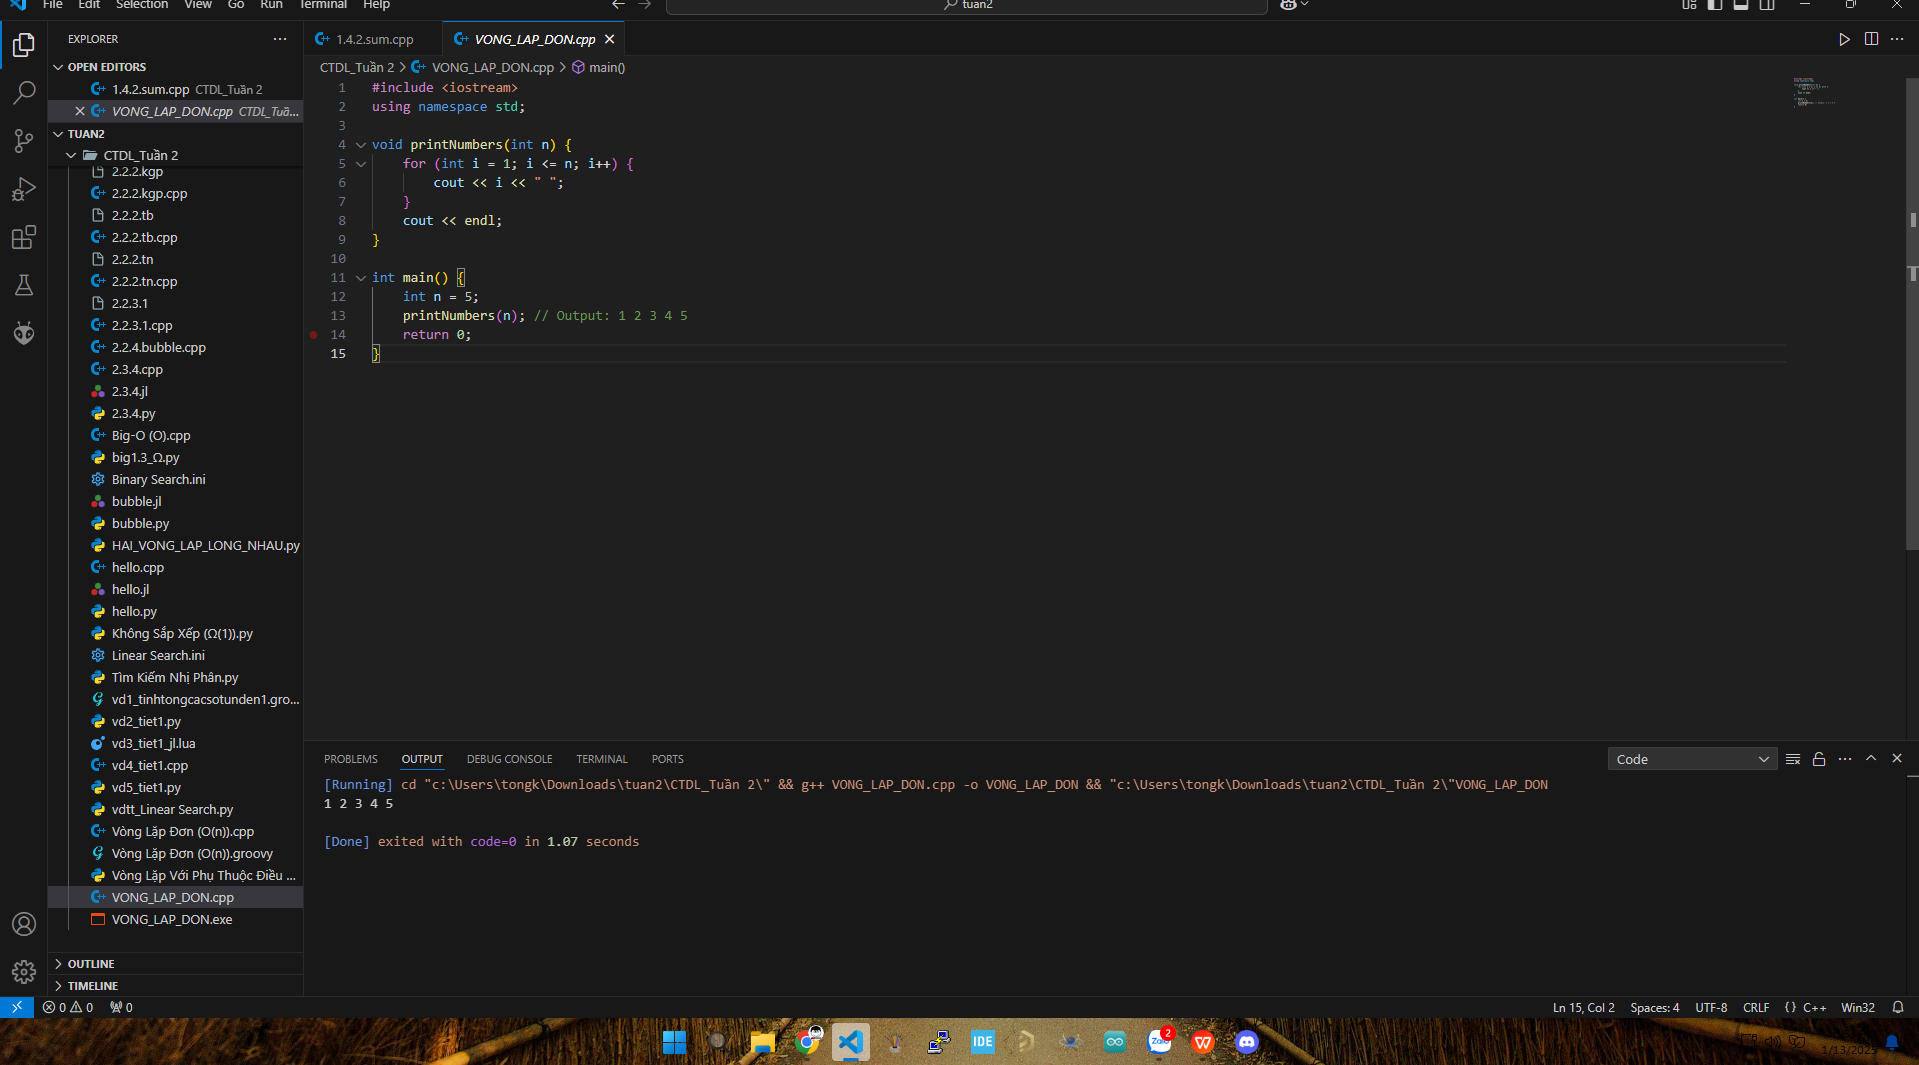 File Edit Selection View Go Run Terminal Help
tuan2
EXPLORER
OPEN EDITORS
1.4.2.sum.cpp CTDL_Tuần 2
VONG_LAP_DON.cpp CTDL_Tuầ...
TUAN2
CTDL_Tuần 2
2.2.2.kgp
2.2.2.kgp.cpp
2.2.2.tb
2.2.2.tb.cpp
2.2.2.tn
2.2.2.tn.cpp
2.2.3.1
2.2.3.1.cpp
2.2.4.bubble.cpp
2.3.4.cpp
2.3.4.jl
2.3.4.py
Big-O (O).cpp
big1.3_Ω.py
Binary Search.ini
bubble.jl
bubble.py
HAI_VONG_LAP_LONG_NHAU.py
hello.cpp
hello.jl
hello.py
Không Sắp Xếp (Ω(1)).py
Linear Search.ini
Tìm Kiếm Nhị Phân.py
vd1_tinhtongcacsotunden1.gro...
vd2_tiet1.py
vd3_tiet1_jl.lua
vd4_tiet1.cpp
vd5_tiet1.py
vdtt_Linear Search.py
Vòng Lặp Đơn (O(n)).cpp
Vòng Lặp Đơn (O(n)).groovy
Vòng Lặp Với Phụ Thuộc Điều ...
VONG_LAP_DON.cpp
VONG_LAP_DON.exe
OUTLINE
TIMELINE
1.4.2.sum.cpp
VONG_LAP_DON.cpp
CTDL_Tuần 2 > VONG_LAP_DON.cpp > main()
1 #include <iostream>
2 using namespace std;
3
4 void printNumbers(int n) {
5 for (int i = 1; i <= n; i++) {
6 cout << i << " ";
7 }
8 cout << endl;
9 }
10
11 int main() {
12 int n = 5;
13 printNumbers(n); // Output: 1 2 3 4 5
14 return 0;
15 }
PROBLEMS OUTPUT DEBUG CONSOLE TERMINAL PORTS
Code
[Running] cd "c:\Users\tongk\Downloads\tuan2\CTDL_Tuần 2\" && g++ VONG_LAP_DON.cpp -o VONG_LAP_DON && "c:\Users\tongk\Downloads\tuan2\CTDL_Tuần 2\"VONG_LAP_DON
1 2 3 4 5
[Done] exited with code=0 in 1.07 seconds
0 0 0
Ln 15, Col 2 Spaces: 4 UTF-8 CRLF {} C++ Win32
IDE
Zalo
2